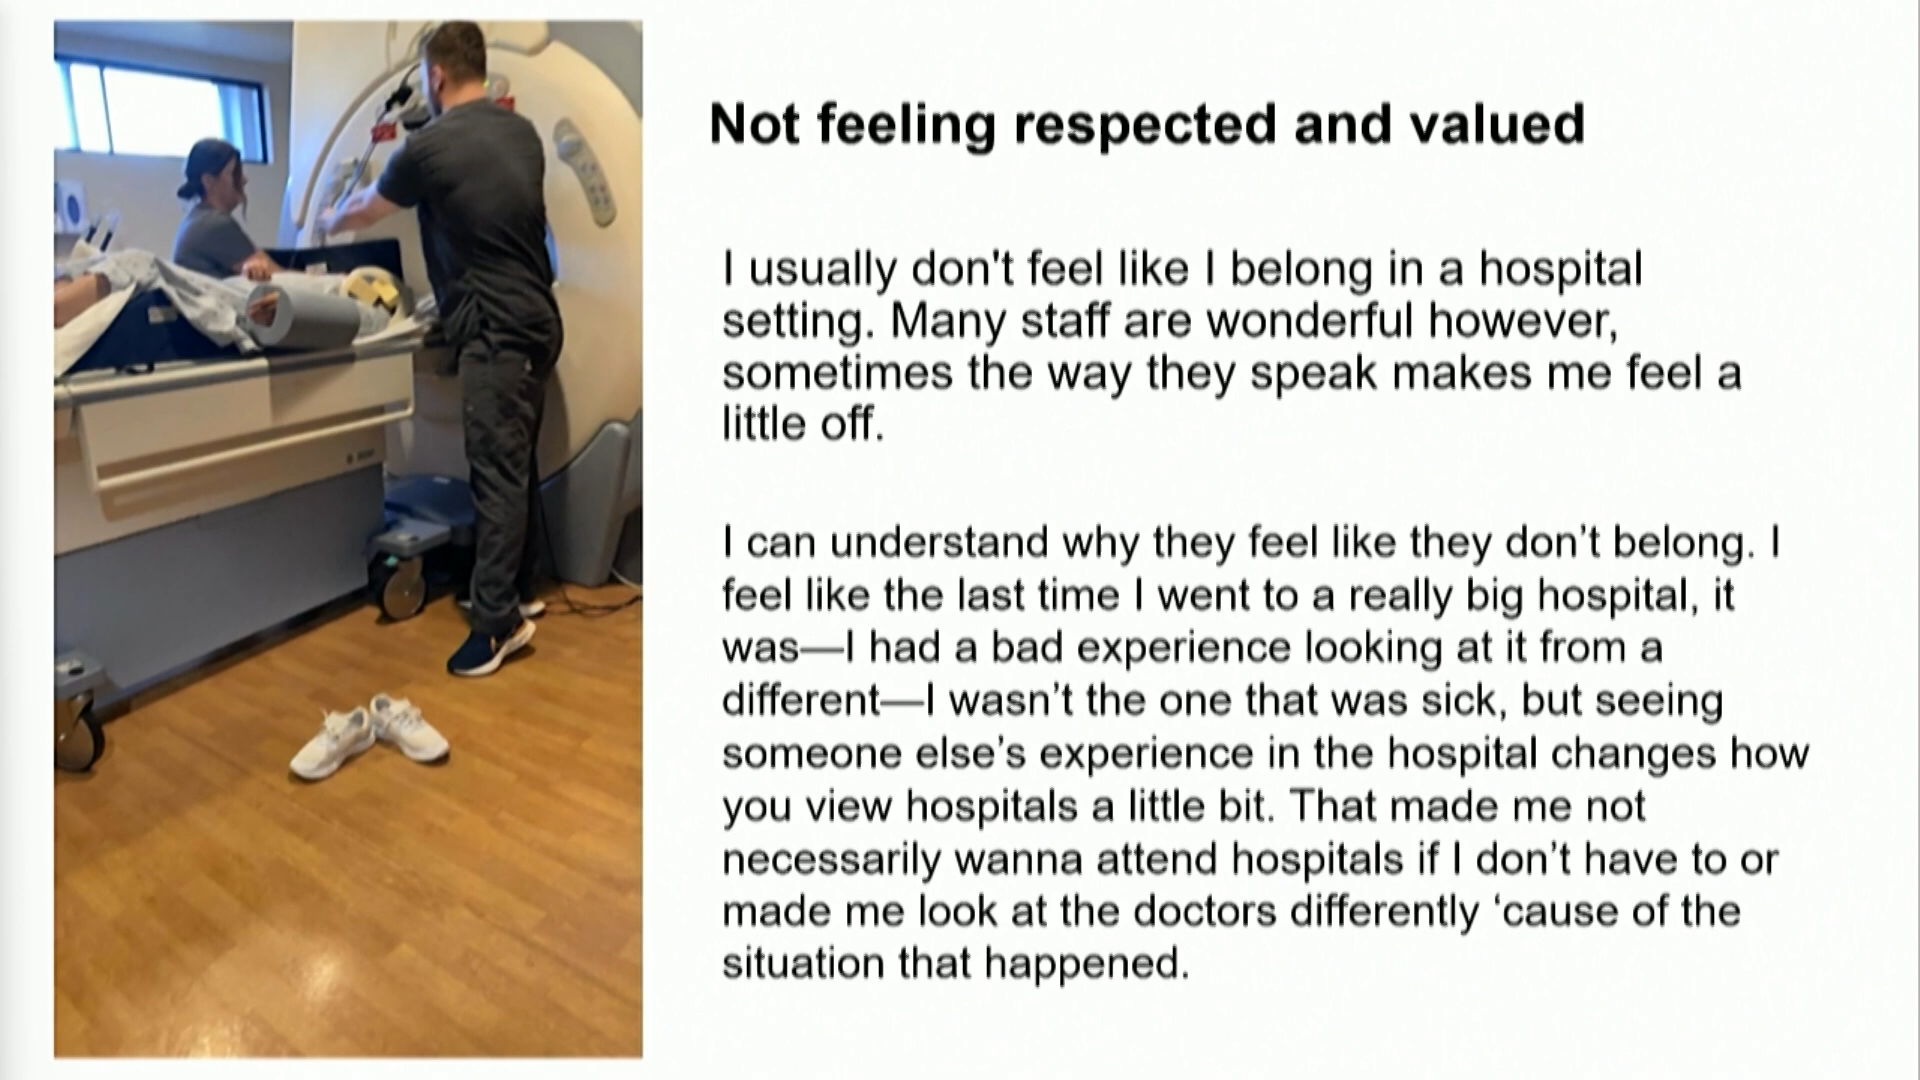 Not feeling respected and valued
I usually don't feel like I belong in a hospital
setting. Many staff are wonderful however,
sometimes the way they speak makes me feel a
little off.
I can understand why they feel like they don’t belong. I
feel like the last time I went to a really big hospital, it
was—I had a bad experience looking at it from a
different—I wasn’t the one that was sick, but seeing
someone else’s experience in the hospital changes how
you view hospitals a little bit. That made me not
necessarily wanna attend hospitals if I don’t have to or
made me look at the doctors differently ‘cause of the
situation that happened.